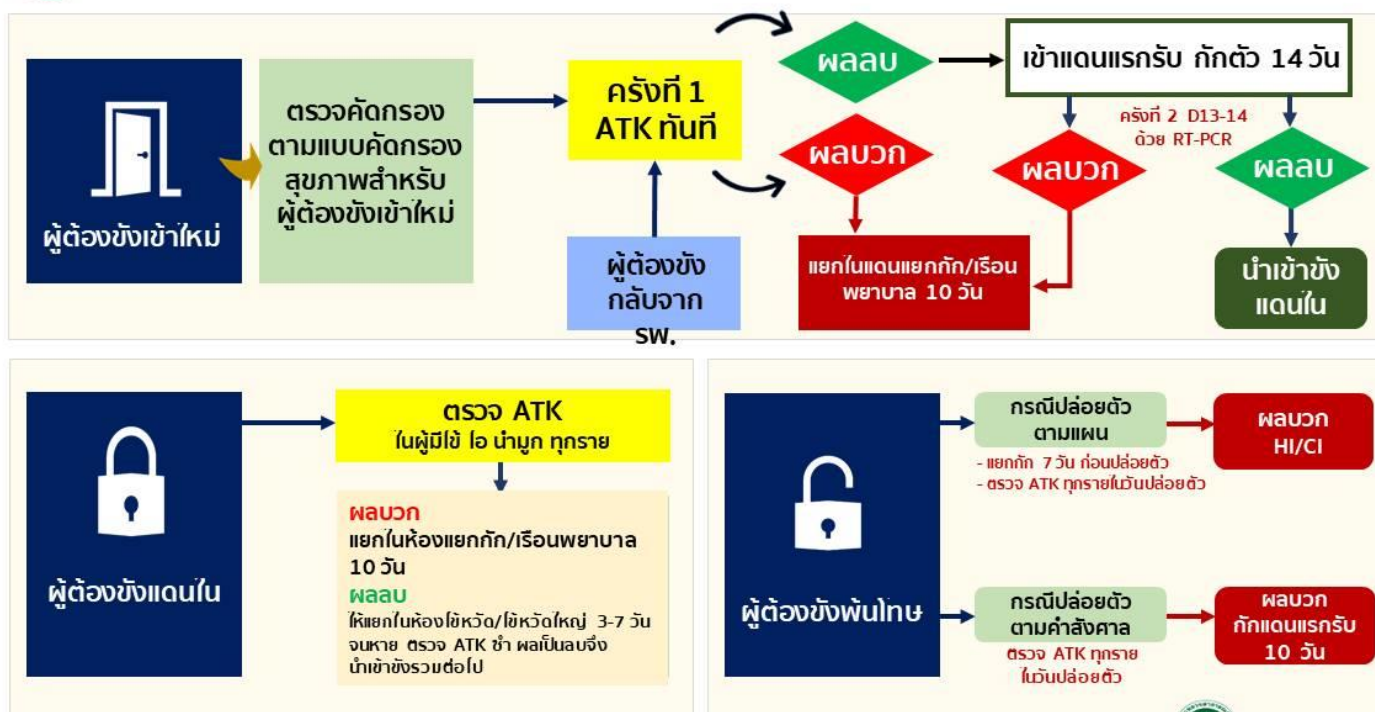 ผู้ต้องขังเข้าใหม่
ตรวจคัดกรอง
ตามแบบคัดกรอง
สุขภาพสำหรับ
ผู้ต้องขังเข้าใหม่
ครั้งที่ 1
ATK ทันที
ผู้ต้องขัง
กลับจาก
รพ.
ผลลบ
ผลบวก
เข้าแดนแรกรับ กักตัว 14 วัน
ครั้งที่ 2 D13-14
ด้วย RT-PCR
ผลบวก
ผลลบ
แยกในแดนแยกกัก/เรือน
พยาบาล 10 วัน
นำเข้าขัง
แดนใน
ผู้ต้องขังแดนใน
ตรวจ ATK
ในผู้มีไข้ ไอ น้ำมูก ทุกราย
ผลบวก
แยกในห้องแยกกัก/เรือนพยาบาล
10 วัน
ผลลบ
ให้แยกในห้องไข้หวัด/ไข้หวัดใหญ่ 3-7 วัน
จนหาย ตรวจ ATK ซ้ำ ผลเป็นลบจึง
นำเข้าขังรวมต่อไป
ผู้ต้องขังพ้นโทษ
กรณีปล่อยตัว
ตามแผน
- แยกกัก 7 วัน ก่อนปล่อยตัว
- ตรวจ ATK ทุกรายในวันปล่อยตัว
ผลบวก
HI/CI
กรณีปล่อยตัว
ตามคำสั่งศาล
ตรวจ ATK ทุกราย
ในวันปล่อยตัว
ผลบวก
กักแดนแรกรับ
10 วัน